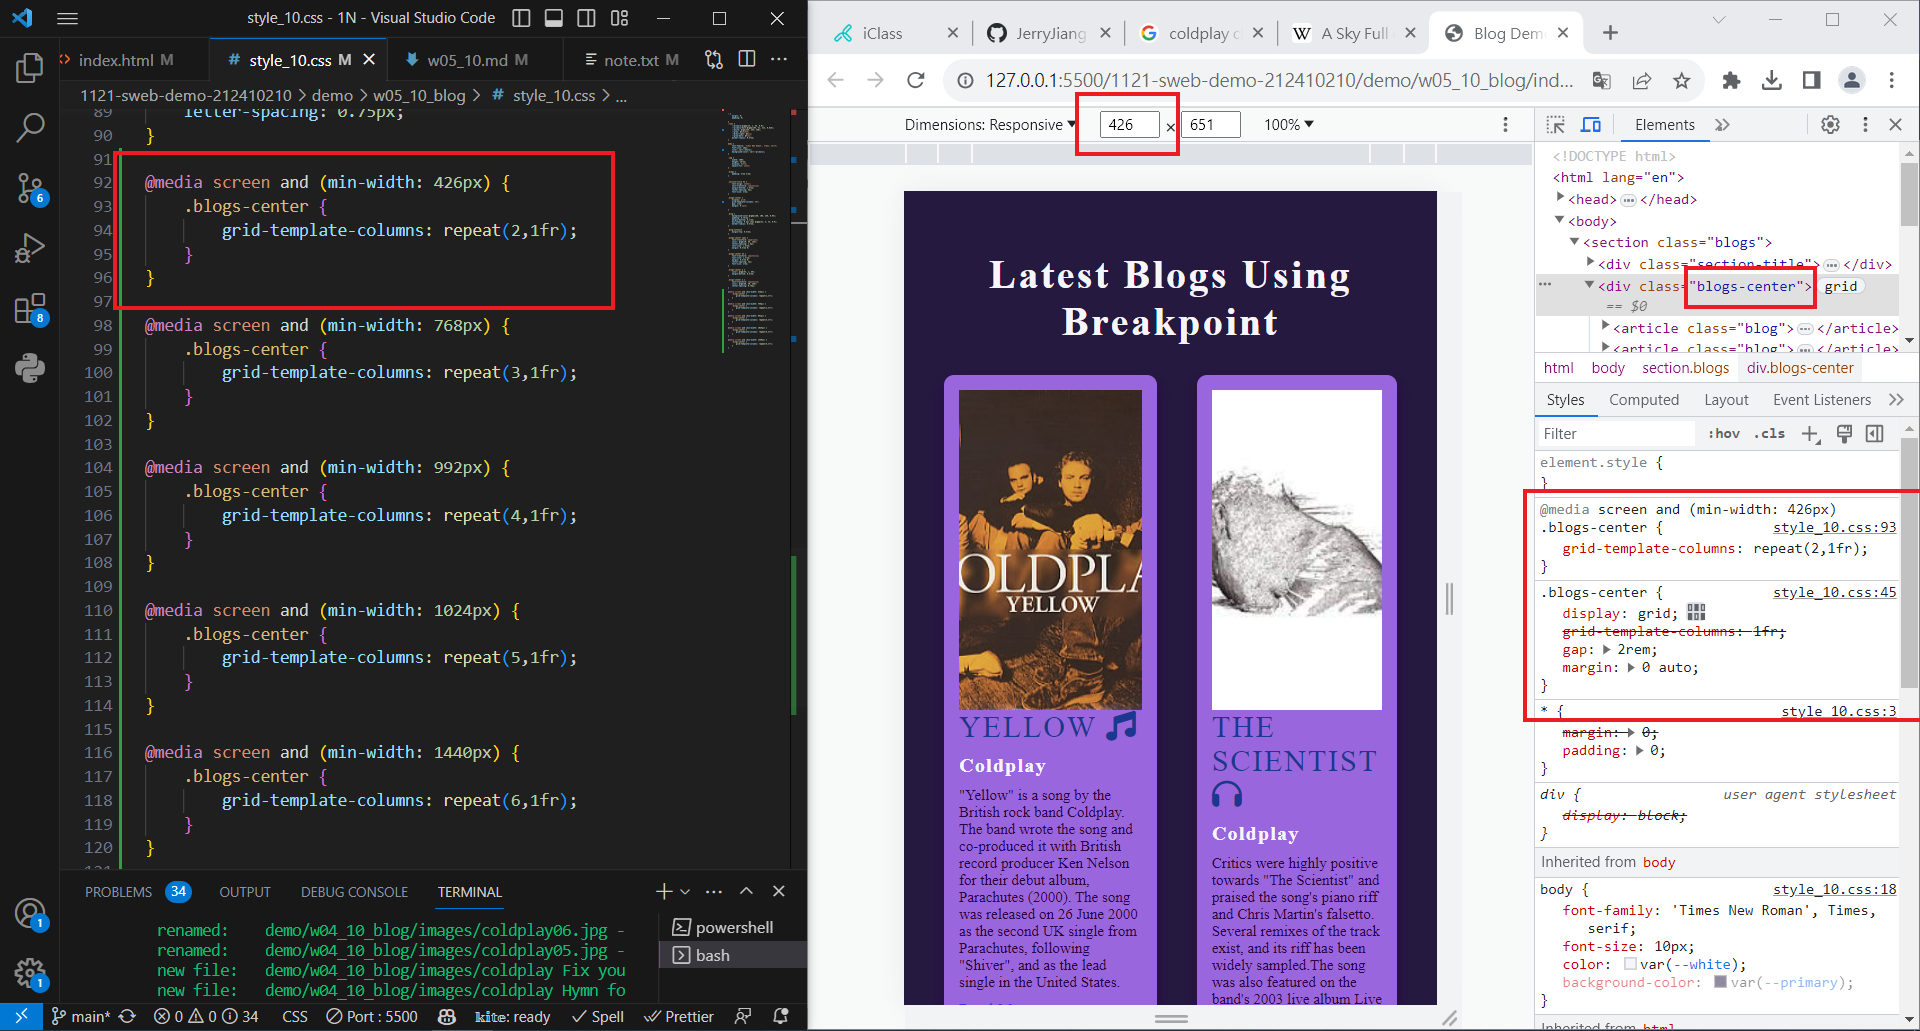 style_10.css - 1N - Visual Studio Code
index.html M
# style_10.css M
w05_10.md M
note.txt M
1121-sweb-demo-212410210 > demo > w05_10_blog > # style_10.css > ...
89 letter-spacing: 0.75px;
90 }
91
92 @media screen and (min-width: 426px) {
93 .blogs-center {
94 grid-template-columns: repeat(2,1fr);
95 }
96 }
97
98 @media screen and (min-width: 768px) {
99 .blogs-center {
100 grid-template-columns: repeat(3,1fr);
101 }
102 }
103
104 @media screen and (min-width: 992px) {
105 .blogs-center {
106 grid-template-columns: repeat(4,1fr);
107 }
108 }
109
110 @media screen and (min-width: 1024px) {
111 .blogs-center {
112 grid-template-columns: repeat(5,1fr);
113 }
114 }
115
116 @media screen and (min-width: 1440px) {
117 .blogs-center {
118 grid-template-columns: repeat(6,1fr);
119 }
120 }
6
8
1
1
PROBLEMS 34 OUTPUT DEBUG CONSOLE TERMINAL
renamed: demo/w04_10_blog/images/coldplay06.jpg -
renamed: demo/w04_10_blog/images/coldplay05.jpg -
new file: demo/w04_10_blog/images/coldplay Fix you
new file: demo/w04_10_blog/images/coldplay Hymn fo
powershell
bash
main* 0 0 34 CSS Port : 5500 kite: ready Spell Prettier
iClass
JerryJiang
coldplay c
A Sky Full
Blog Dem
127.0.0.1:5500/1121-sweb-demo-212410210/demo/w05_10_blog/ind...
Dimensions: Responsive 426 × 651 100%
Latest Blogs Using
Breakpoint
OLDPLA
YELLOW
YELLOW
Coldplay
"Yellow" is a song by the
British rock band Coldplay.
The band wrote the song and
co-produced it with British
record producer Ken Nelson
for their debut album,
Parachutes (2000). The song
was released on 26 June 2000
as the second UK single from
Parachutes, following
"Shiver", and as the lead
single in the United States.
THE
SCIENTIST
Coldplay
Critics were highly positive
towards "The Scientist" and
praised the song's piano riff
and Chris Martin's falsetto.
Several remixes of the track
exist, and its riff has been
widely sampled.The song
was also featured on the
band's 2003 live album Live
Elements
<!DOCTYPE html>
<html lang="en">
<head> ... </head>
<body>
<section class="blogs">
<div class="section-title"> ... </div>
<div class="blogs-center"> grid
== $0
<article class="blog"> ... </article>
<article class="blog"> ... </article>
html body section.blogs div.blogs-center
Styles Computed Layout Event Listeners
Filter :hov .cls
element.style {
}
@media screen and (min-width: 426px)
.blogs-center { style_10.css:93
grid-template-columns: repeat(2,1fr);
}
.blogs-center { style_10.css:45
display: grid;
grid-template-columns: 1fr;
gap: 2rem;
margin: 0 auto;
}
* { style_10.css:3
margin: 0;
padding: 0;
}
div { user agent stylesheet
display: block;
}
Inherited from body
body { style_10.css:18
font-family: 'Times New Roman', Times,
serif;
font-size: 10px;
color: var(--white);
background-color: var(--primary);
}
Inherited from html